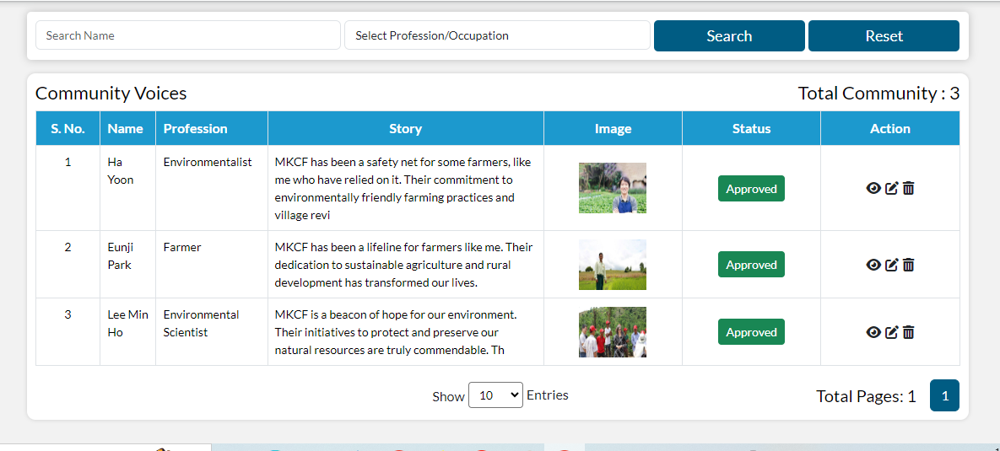 Search Name
Select Profession/Occupation
Search
Reset
Community Voices
Total Community : 3
S. No.
Name
Profession
Story
Image
Status
Action
1
Ha
Yoon
Environmentalist
MKCF has been a safety net for some farmers, like
me who have relied on it. Their commitment to
environmentally friendly farming practices and
village revi
Approved
2
Eunji
Park
Farmer
MKCF has been a lifeline for farmers like me. Their
dedication to sustainable agriculture and rural
development has transformed our lives.
Approved
3
Lee Min
Ho
Environmental
Scientist
MKCF is a beacon of hope for our environment.
Their initiatives to protect and preserve our
natural resources are truly commendable. Th
Approved
Show
10
Entries
Total Pages: 1
1